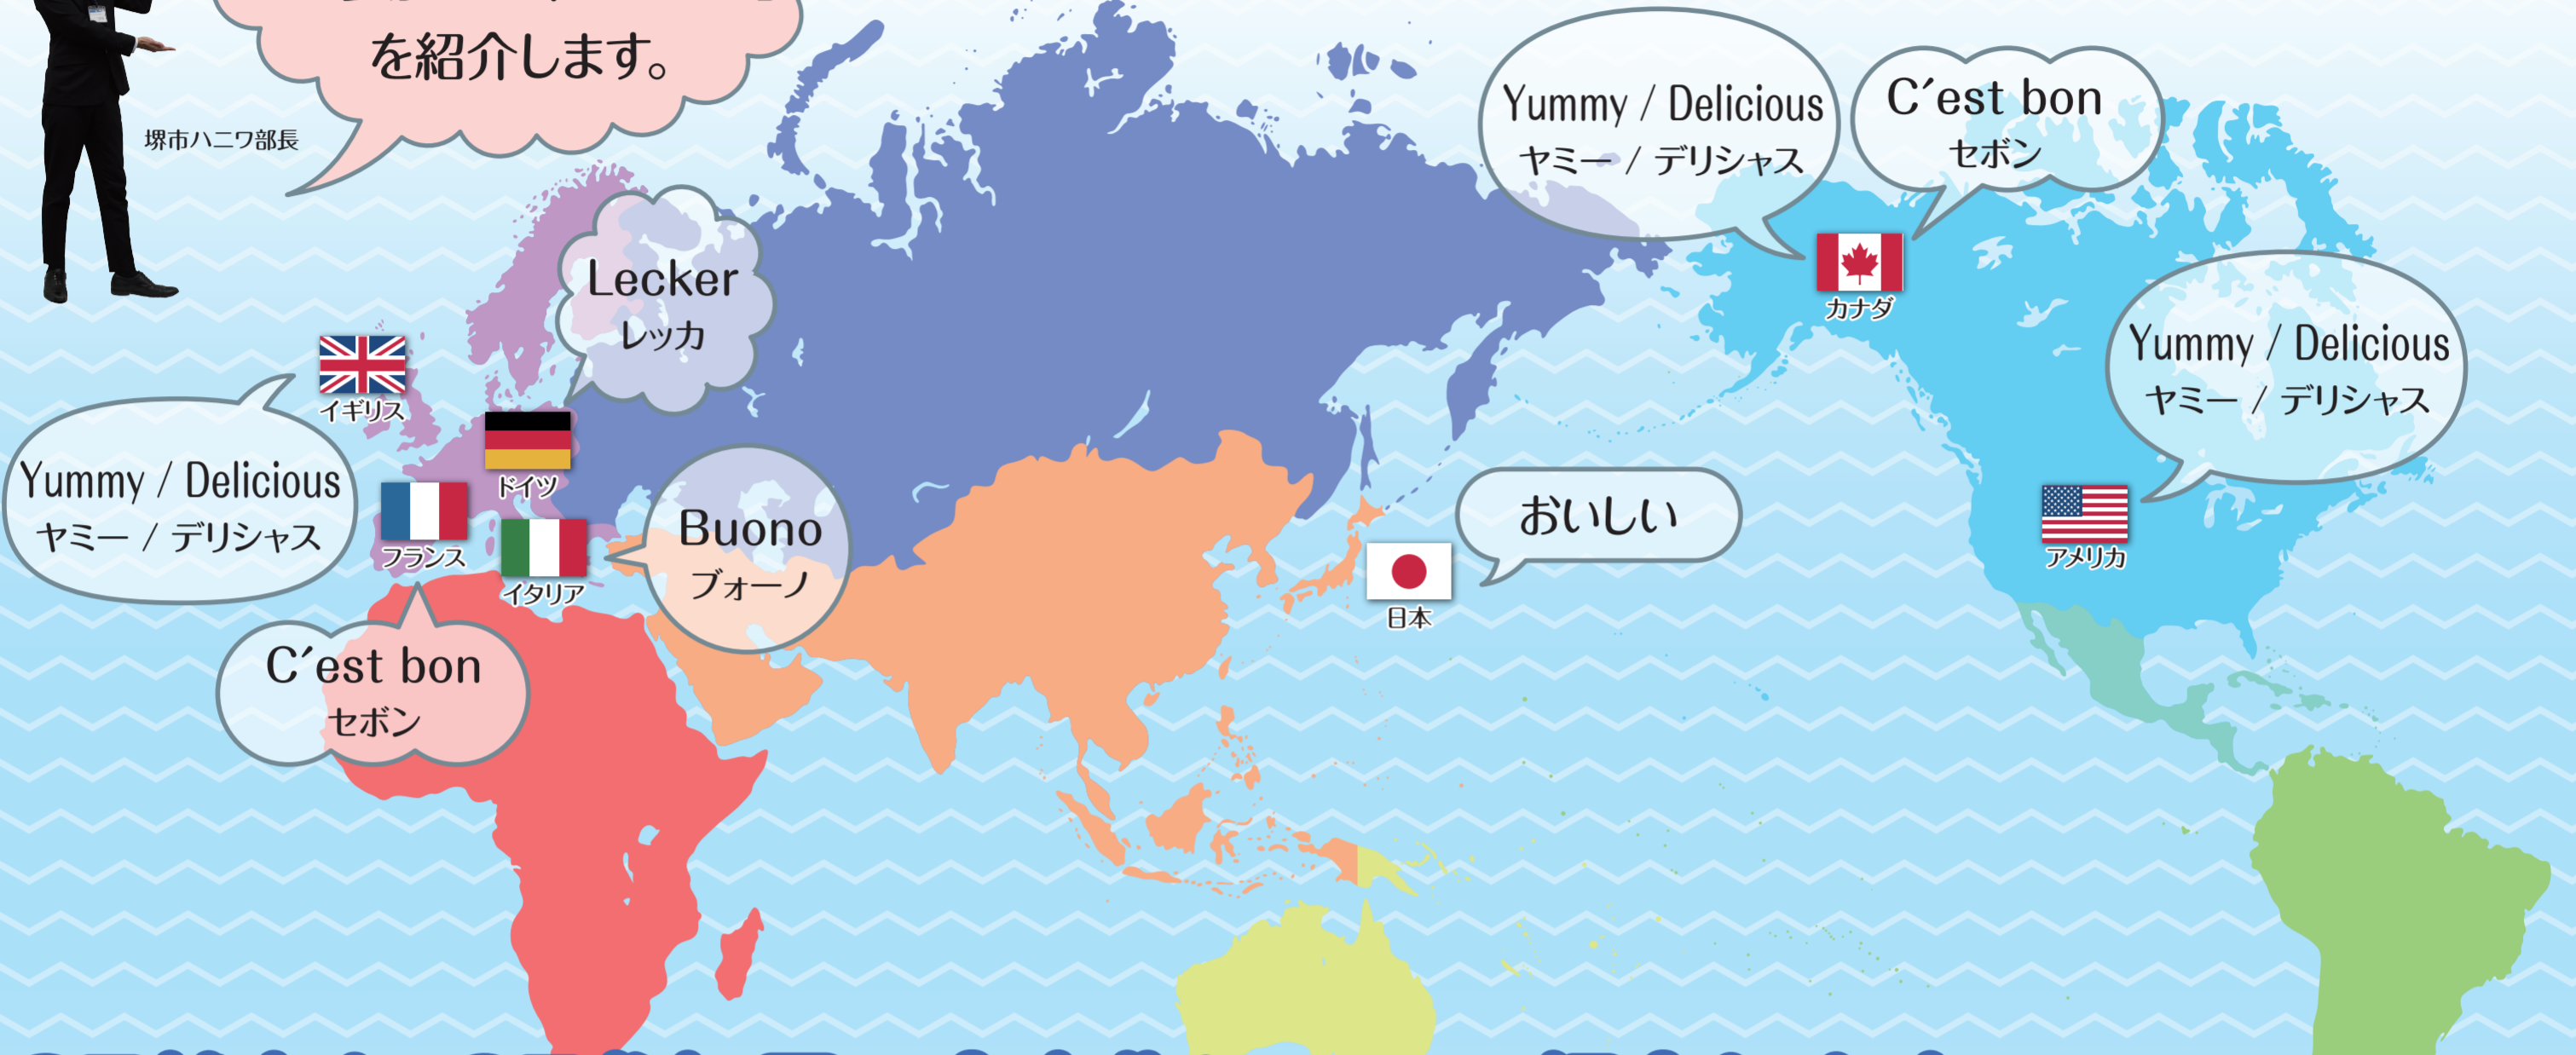 を紹介します。
堺市ハニワ部長
Yummy / Delicious
ヤミー / デリシャス
C´est bon
セボン
カナダ
Lecker
レッカ
Yummy / Delicious
ヤミー / デリシャス
イギリス
Yummy / Delicious
ヤミー / デリシャス
ドイツ
フランス
イタリア
Buono
ブォーノ
おいしい
日本
アメリカ
C´est bon
セボン